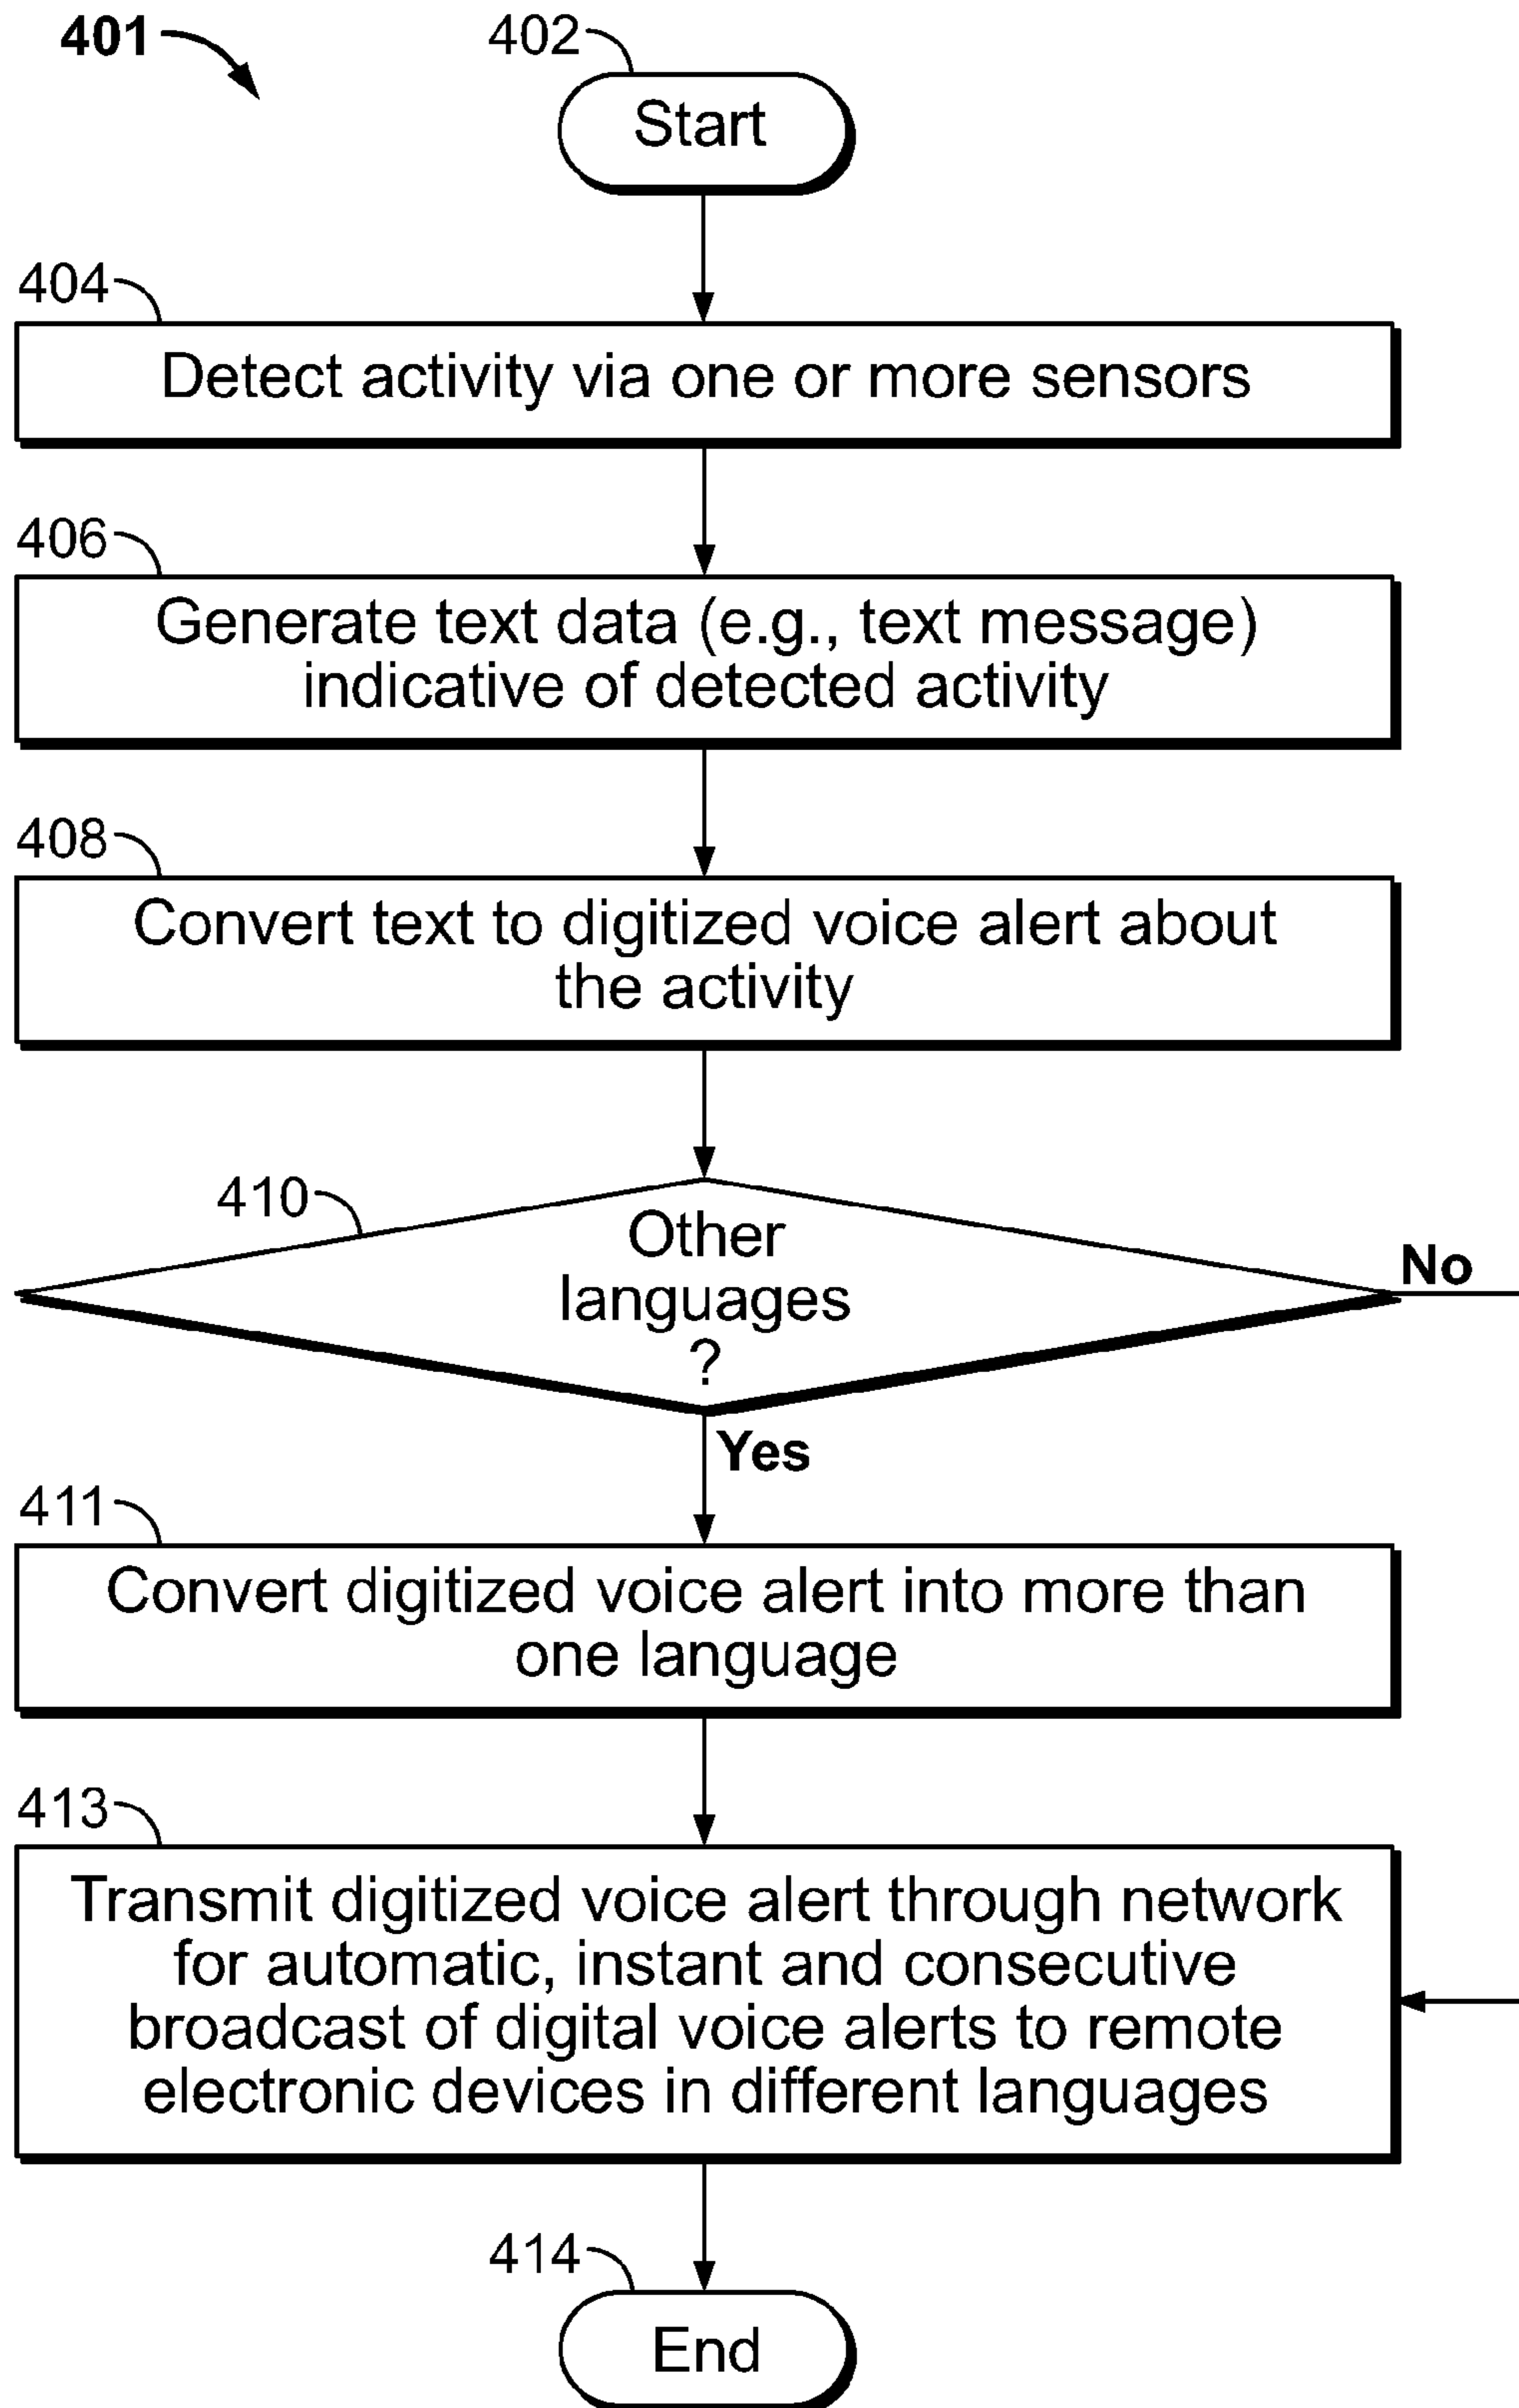 401
402
Start
404
Detect activity via one or more sensors
406
Generate text data (e.g., text message)
indicative of detected activity
408
Convert text to digitized voice alert about
the activity
410
Other
languages
?
No
Yes
411
Convert digitized voice alert into more than
one language
413
Transmit digitized voice alert through network
for automatic, instant and consecutive
broadcast of digital voice alerts to remote
electronic devices in different languages
414
End